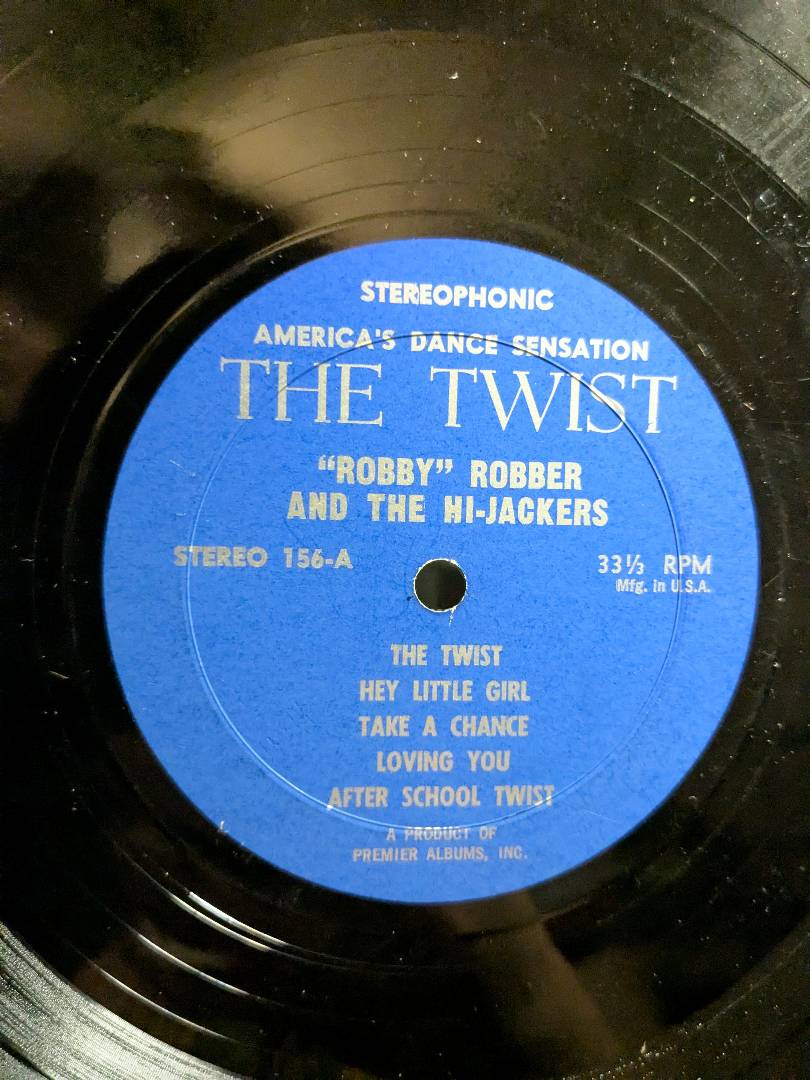 STEREOPHONIC
AMERICA'S DANCE SENSATION
THE TWIST
“ROBBY” ROBBER
AND THE HI-JACKERS
STEREO 156-A
33⅓ RPM
Mfg. in U.S.A.
THE TWIST
HEY LITTLE GIRL
TAKE A CHANCE
LOVING YOU
AFTER SCHOOL TWIST
A PRODUCT OF
PREMIER ALBUMS, INC.